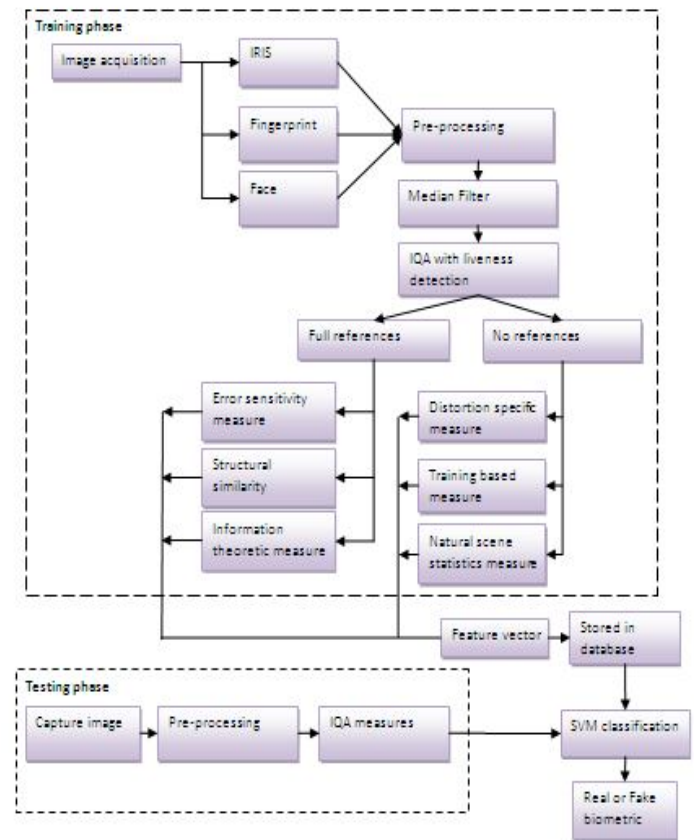 Training phase
Image acquisition
IRIS
Fingerprint
Face
Pre-processing
Median Filter
IQA with liveness
detection
Full references
No references
Error sensitivity
measure
Structural
similarity
Information
theoretic measure
Distortion specific
measure
Training based
measure
Natural scene
statistics measure
Feature vector
Stored in
database
Testing phase
Capture image
Pre-processing
IQA measures
SVM classification
Real or Fake
biometric